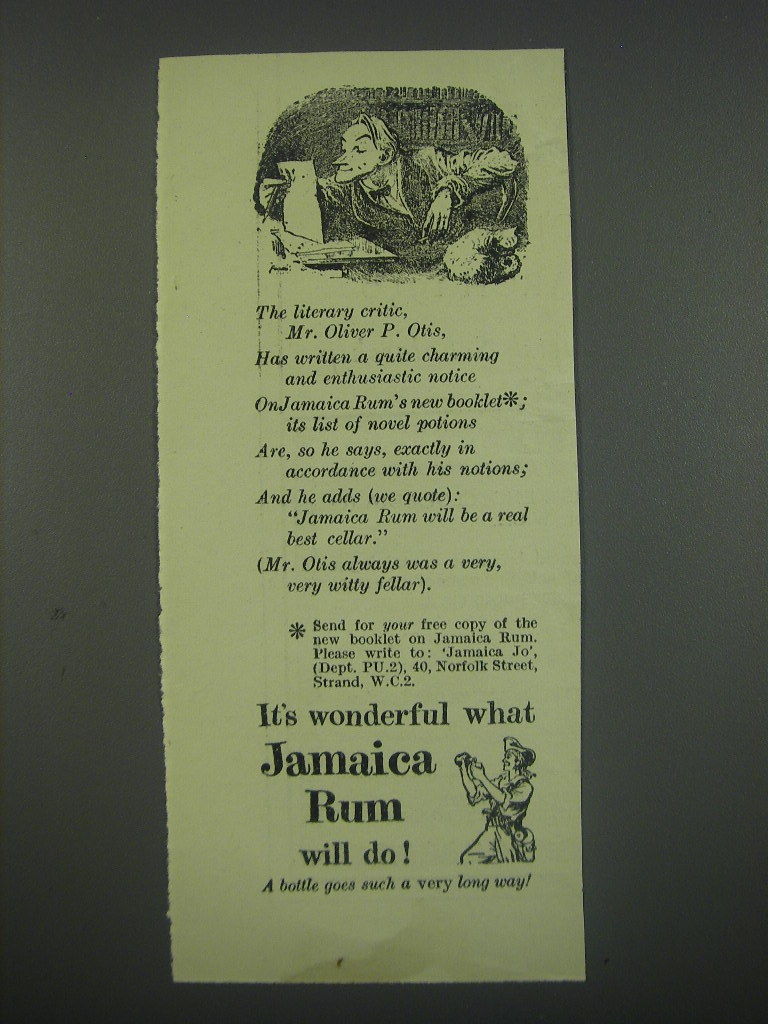 The literary critic,
Mr. Oliver P. Otis,
Has written a quite charming
and enthusiastic notice
On Jamaica Rum's new booklet*;
its list of novel potions
Are, so he says, exactly in
accordance with his notions;
And he adds (we quote):
"Jamaica Rum will be a real
best cellar."
(Mr. Otis always was a very,
very witty fellar).
* Send for your free copy of the
new booklet on Jamaica Rum.
Please write to: 'Jamaica Jo',
(Dept. PU.2), 40, Norfolk Street,
Strand, W.C.2.
It's wonderful what
Jamaica
Rum
will do!
A bottle goes such a very long way!